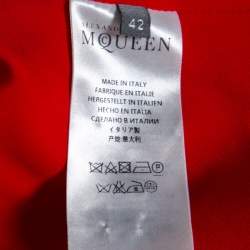 ALEXANDER
McQUEEN
42
MADE IN ITALY
FABRIQUE EN ITALIE
HERGESTELLT IN ITALIEN
HECHO EN ITALIA
СДЕЛАНО В ИТАЛИИ
イタリア製
产地:意大利